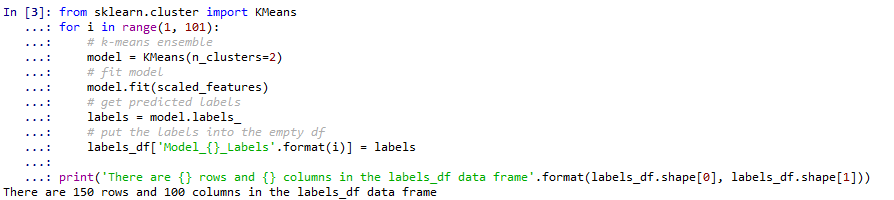 In [3]: from sklearn.cluster import KMeans
   ...: for i in range(1, 101):
   ...:     # k-means ensemble
   ...:     model = KMeans(n_clusters=2)
   ...:     # fit model
   ...:     model.fit(scaled_features)
   ...:     # get predicted labels
   ...:     labels = model.labels_
   ...:     # put the labels into the empty df
   ...:     labels_df['Model_{}_Labels'.format(i)] = labels
   ...:
   ...: print('There are {} rows and {} columns in the labels_df data frame'.format(labels_df.shape[0], labels_df.shape[1]))
There are 150 rows and 100 columns in the labels_df data frame